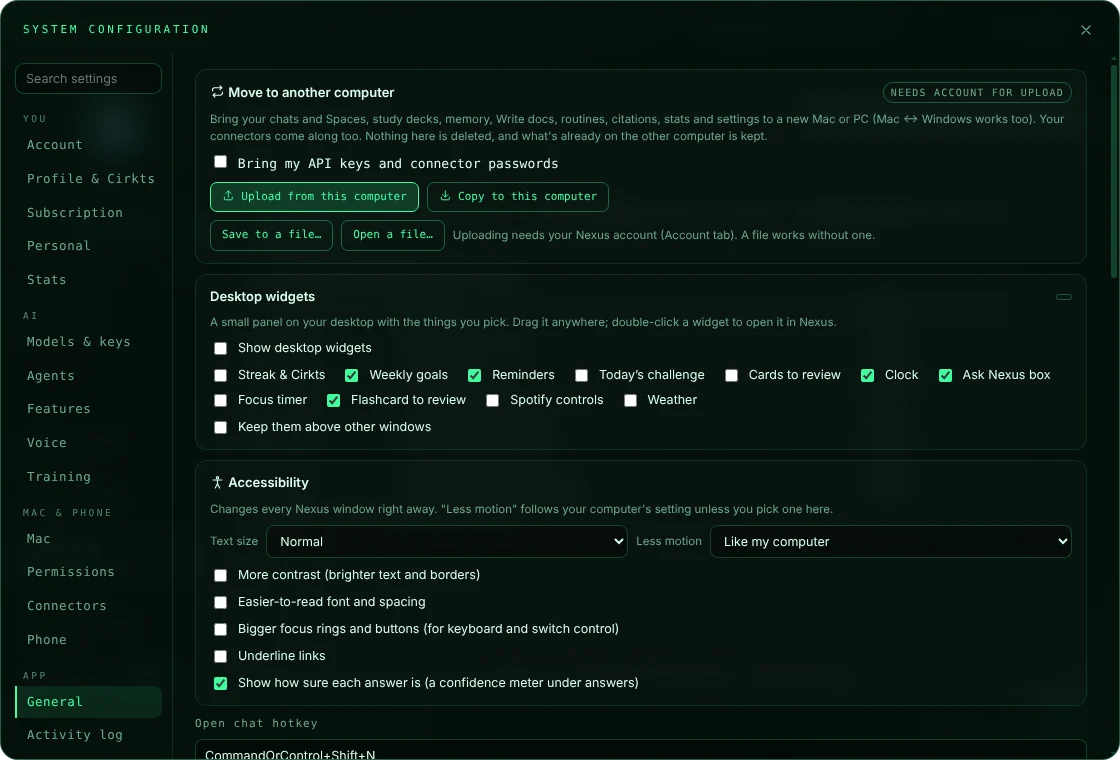 SYSTEM CONFIGURATION
Search settings
YOU
Account
Profile & Cirkts
Subscription
Personal
Stats
AI
Models & keys
Agents
Features
Voice
Training
MAC & PHONE
Mac
Permissions
Connectors
Phone
APP
General
Activity log
Move to another computer
NEEDS ACCOUNT FOR UPLOAD
Bring your chats and Spaces, study decks, memory, Write docs, routines, citations, stats and settings to a new Mac or PC (Mac ↔ Windows works too). Your
connectors come along too. Nothing here is deleted, and what's already on the other computer is kept.
Bring my API keys and connector passwords
Upload from this computer
Copy to this computer
Save to a file…
Open a file…
Uploading needs your Nexus account (Account tab). A file works without one.
Desktop widgets
A small panel on your desktop with the things you pick. Drag it anywhere; double-click a widget to open it in Nexus.
Show desktop widgets
Streak & Cirkts Weekly goals Reminders Today's challenge Cards to review Clock Ask Nexus box
Focus timer Flashcard to review Spotify controls Weather
Keep them above other windows
Accessibility
Changes every Nexus window right away. "Less motion" follows your computer's setting unless you pick one here.
Text size Normal Less motion Like my computer
More contrast (brighter text and borders)
Easier-to-read font and spacing
Bigger focus rings and buttons (for keyboard and switch control)
Underline links
Show how sure each answer is (a confidence meter under answers)
Open chat hotkey
CommandOrControl+Shift+N